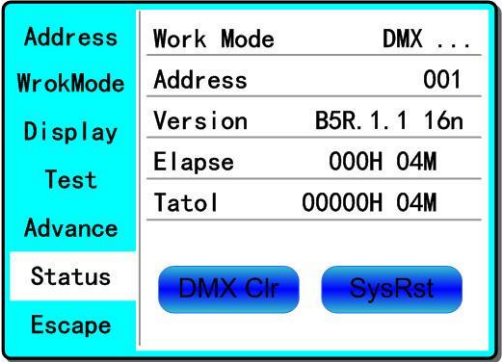 Address
WrokMode
Display
Test
Advance
Status
Escape
Work Mode DMX ...
Address 001
Version B5R.1.1 16n
Elapse 000H 04M
Tatol 00000H 04M
DMX Clr SysRst